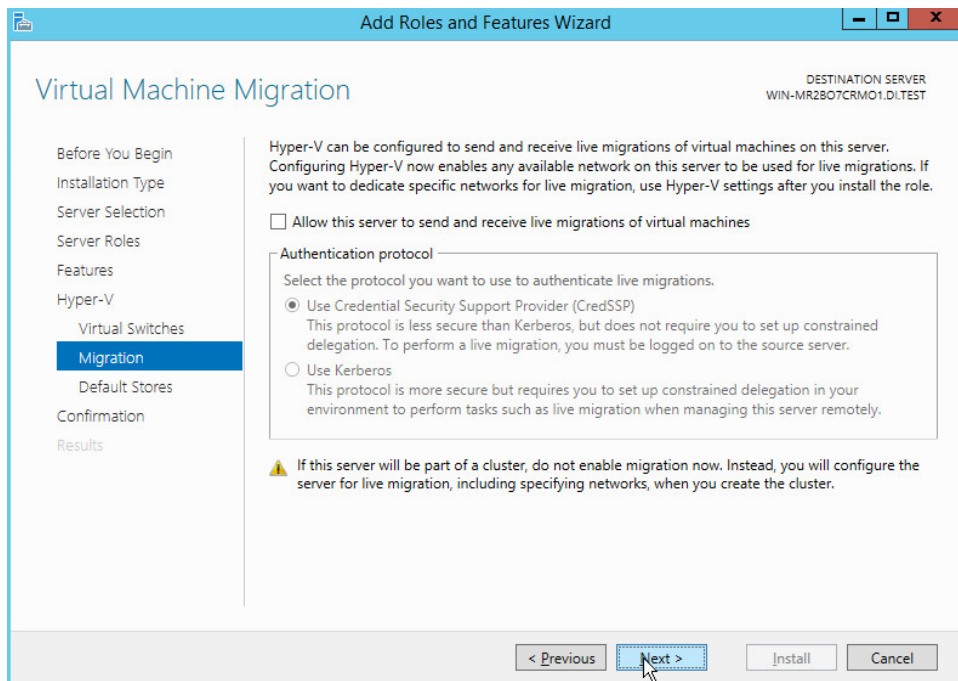 Add Roles and Features Wizard
Virtual Machine Migration
DESTINATION SERVER
WIN-MR2BO7CRMO1.DI.TEST
Before You Begin
Installation Type
Server Selection
Server Roles
Features
Hyper-V
Virtual Switches
Migration
Default Stores
Confirmation
Results
Hyper-V can be configured to send and receive live migrations of virtual machines on this server.
Configuring Hyper-V now enables any available network on this server to be used for live migrations. If
you want to dedicate specific networks for live migration, use Hyper-V settings after you install the role.
Allow this server to send and receive live migrations of virtual machines
Authentication protocol
Select the protocol you want to use to authenticate live migrations.
Use Credential Security Support Provider (CredSSP)
This protocol is less secure than Kerberos, but does not require you to set up constrained
delegation. To perform a live migration, you must be logged on to the source server.
Use Kerberos
This protocol is more secure but requires you to set up constrained delegation in your
environment to perform tasks such as live migration when managing this server remotely.
If this server will be part of a cluster, do not enable migration now. Instead, you will configure the
server for live migration, including specifying networks, when you create the cluster.
< Previous
Next >
Install
Cancel